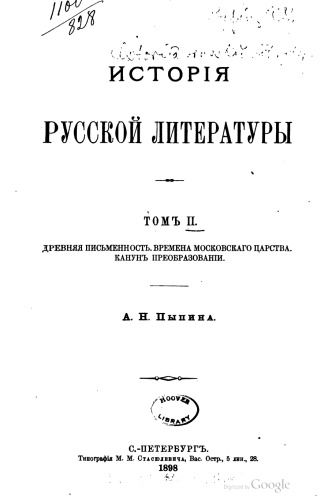 1160
828
ИСТОРІЯ
РУССКОЙ ЛИТЕРАТУРЫ
ТОМЪ II.
ДРЕВНЯЯ ПИСЬМЕННОСТЬ. ВРЕМЕНА МОСКОВСКАГО ЦАРСТВА.
КАНУНЪ ПРЕОБРАЗОВАНІИ.
А. Н. Пыпина.
HOOVER
LIBRARY
С.-ПЕТЕРБУРГЪ.
Типографія М. М. Стасюлевича, Вас. Остр., 5 лин., 28.
1898
Digitized by Google